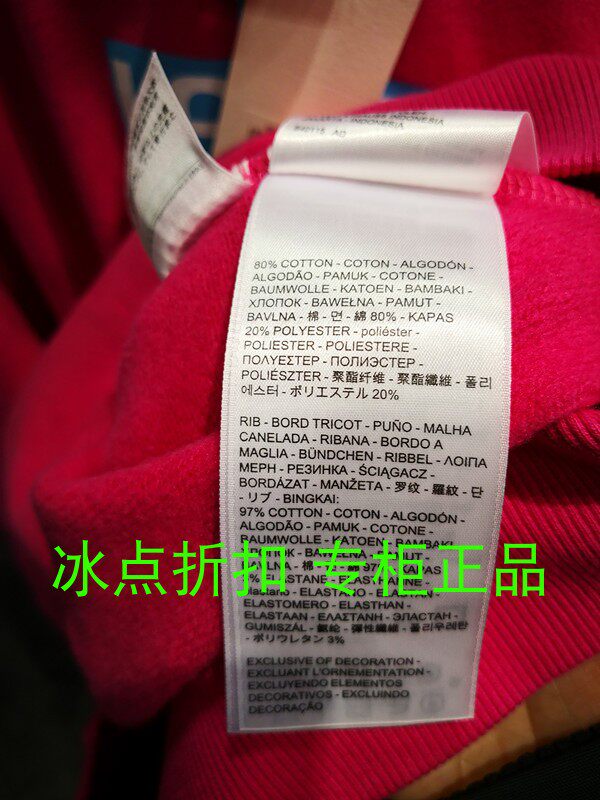 INDONESIA
80% COTTON - COTON - ALGODÓN -
ALGODÃO - PAMUK - COTONE -
BAUMWOLLE - KATOEN - BAMBAKI -
ХЛОПОК - BAWEŁNA - PAMUT -
BAVLNA - 棉 - 면 - 綿 80% - KAPAS
20% POLYESTER - poliéster -
POLIESTER - POLIESTERE -
ΠΟΛΥΕΣΤΕΡ - ПОЛИЭСТЕР -
POLIÉSZTER - 聚酯纤维 - 聚酯纖維 - 폴리
에스터 - ポリエステル 20%
RIB - BORD TRICOT - PUÑO - MALHA
CANELADA - RIBANA - BORDO A
MAGLIA - BÜNDCHEN - RIBBEL - ΛΟΙΠΑ
ΜΕΡΗ - РЕЗИНКА - ŚCIĄGACZ -
BORDÁZAT - MANŽETA - 罗纹 - 羅紋 - 단
- リブ - BINGKAI:
97% COTTON - COTON - ALGODÓN -
ALGODÃO - PAMUK - COTONE -
BAUMWOLLE - KATOEN - BAMBAKI
冰点折扣 专柜正品
ELASTANE
ELASTOMERO - ELASTHAN -
ELASTAAN - ΕΛΑΣΤΑΝΗ - ЭЛАСТАН -
GUMISZÁL - 氨纶 - 彈性纖維 - 폴리우레탄
- ポリウレタン 3%
EXCLUSIVE OF DECORATION -
EXCLUANT L'ORNEMENTATION -
EXCLUYENDO ELEMENTOS
DECORATIVOS - EXCLUINDO
DECORAÇÃO